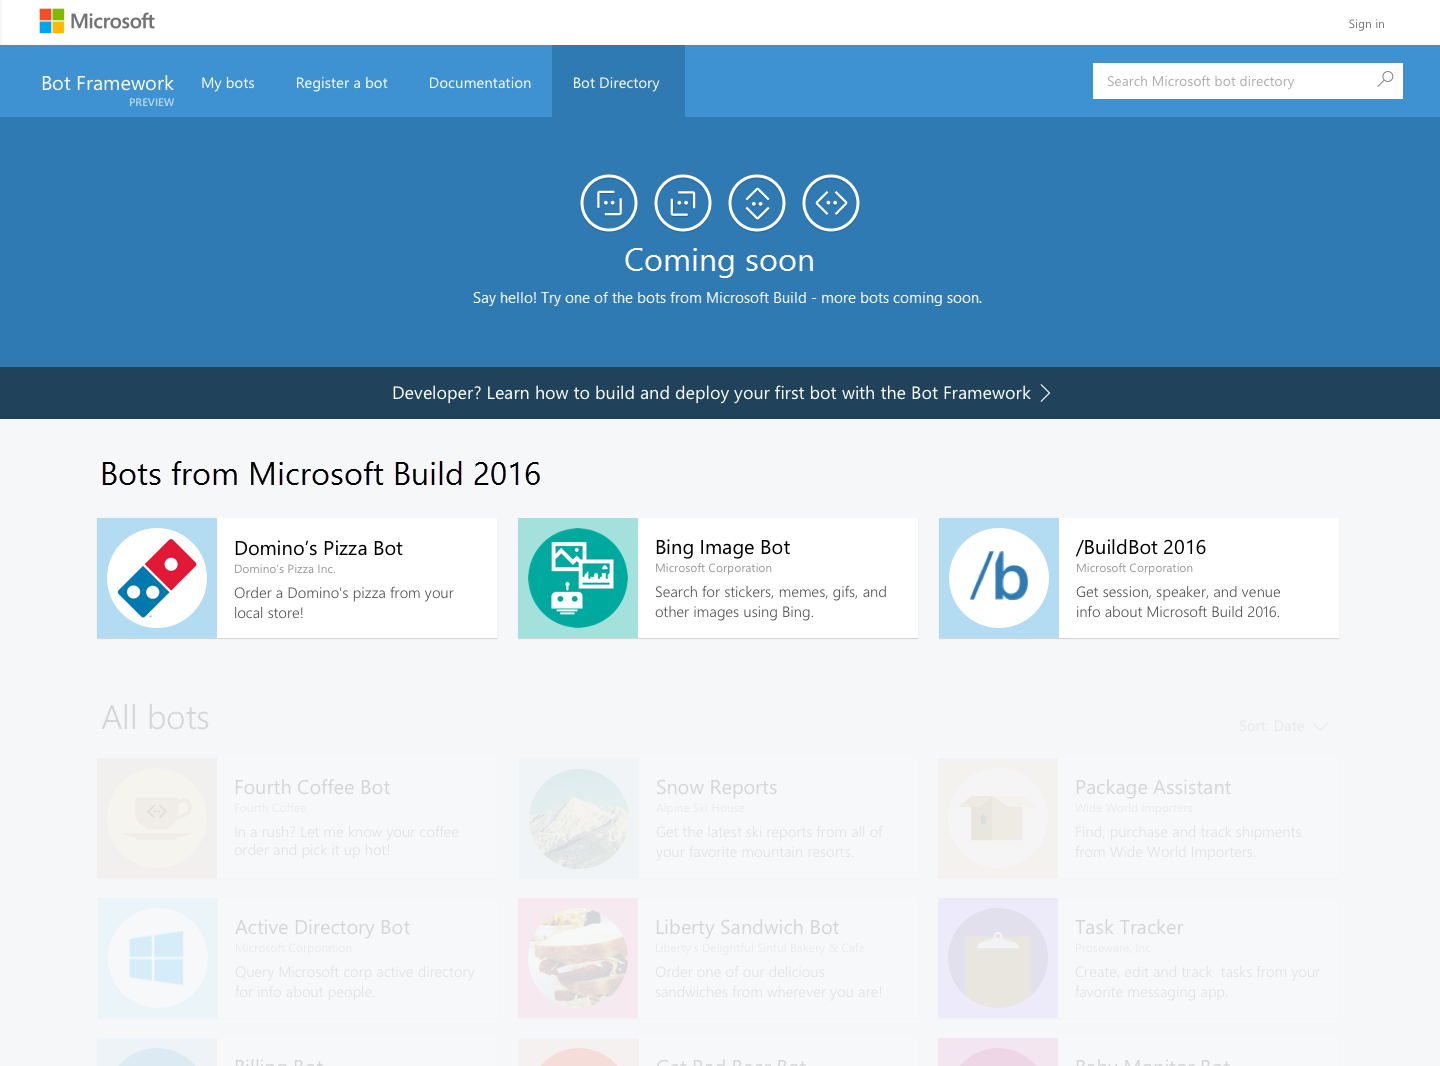 Microsoft
Sign in
Bot Framework
PREVIEW
My bots
Register a bot
Documentation
Bot Directory
Search Microsoft bot directory
Coming soon
Say hello! Try one of the bots from Microsoft Build - more bots coming soon.
Developer? Learn how to build and deploy your first bot with the Bot Framework
Bots from Microsoft Build 2016
Domino's Pizza Bot
Domino's Pizza Inc.
Order a Domino's pizza from your
local store!
Bing Image Bot
Microsoft Corporation
Search for stickers, memes, gifs, and
other images using Bing.
/b
/BuildBot 2016
Microsoft Corporation
Get session, speaker, and venue
info about Microsoft Build 2016.
All bots
Sort: Date
Fourth Coffee Bot
Fourth Coffee
In a rush? Let me know your coffee
order and pick it up hot!
Snow Reports
Alpine Ski House
Get the latest ski reports from all of
your favorite mountain resorts.
Package Assistant
Wide World Importers
Find, purchase and track shipments
from Wide World Importers.
Active Directory Bot
Microsoft Corporation
Query Microsoft corp active directory
for info about people.
Liberty Sandwich Bot
Liberty's Delightful Sinful Bakery & Cafe
Order one of our delicious
sandwiches from wherever you are!
Task Tracker
Proseware, Inc.
Create, edit and track tasks from your
favorite messaging app.
Billing Bot
Baby Monitor Bot